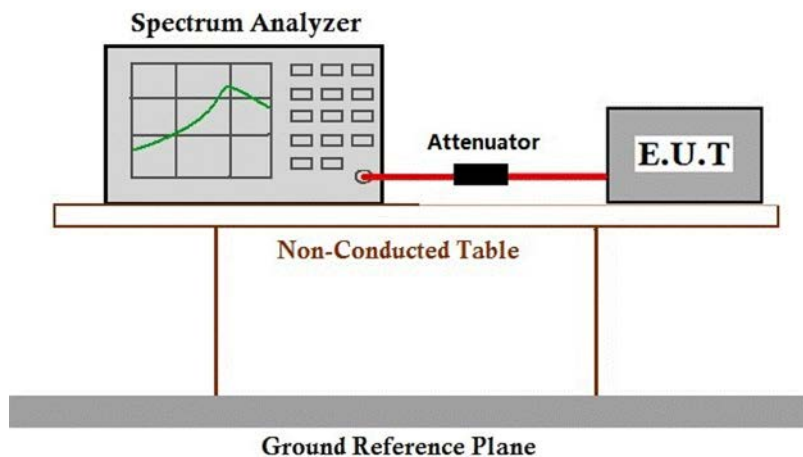 Spectrum Analyzer
Attenuator
E.U.T
Non-Conducted Table
Ground Reference Plane